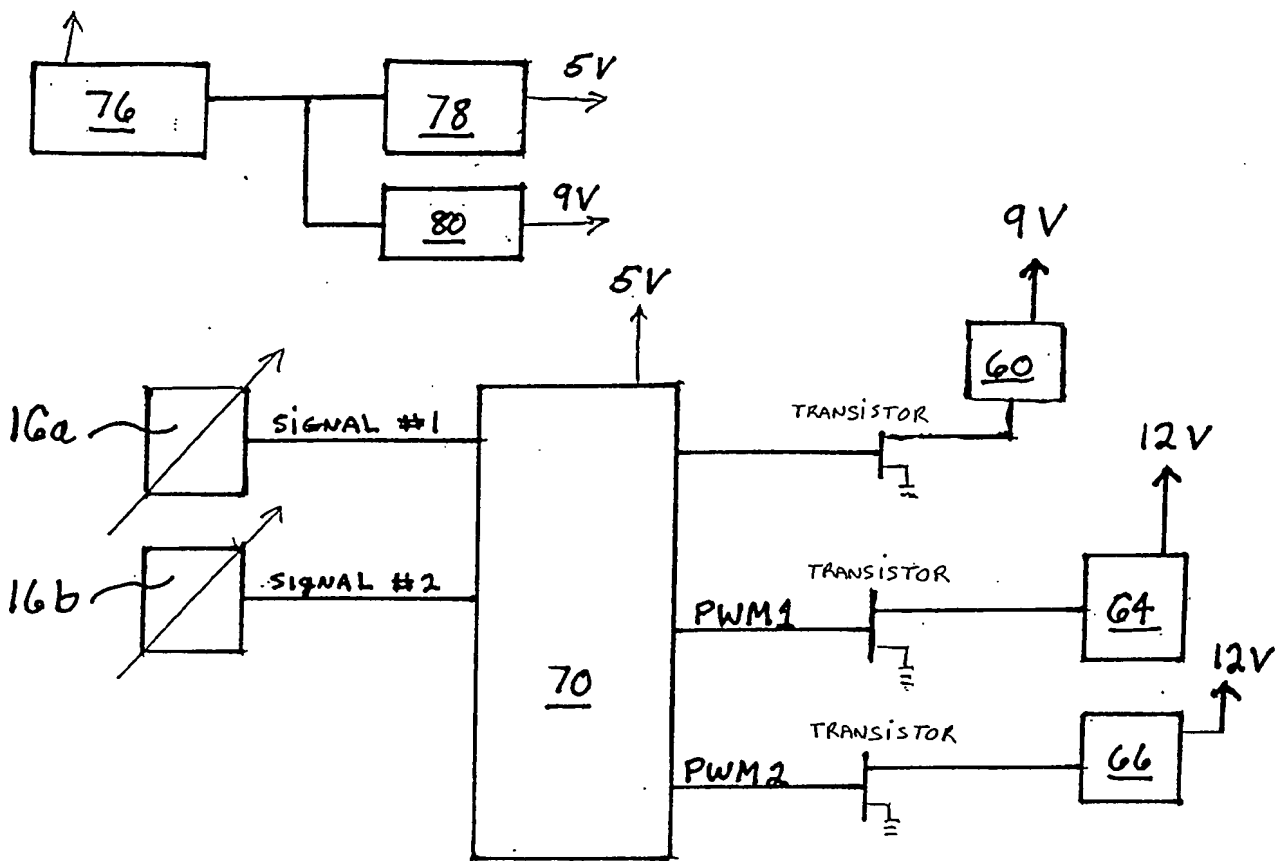 76
78
5V
80
9V
9V
5V
60
16a
SIGNAL #1
TRANSISTOR
12V
16b
SIGNAL #2
TRANSISTOR
PWM1
64
70
12V
TRANSISTOR
PWM2
66